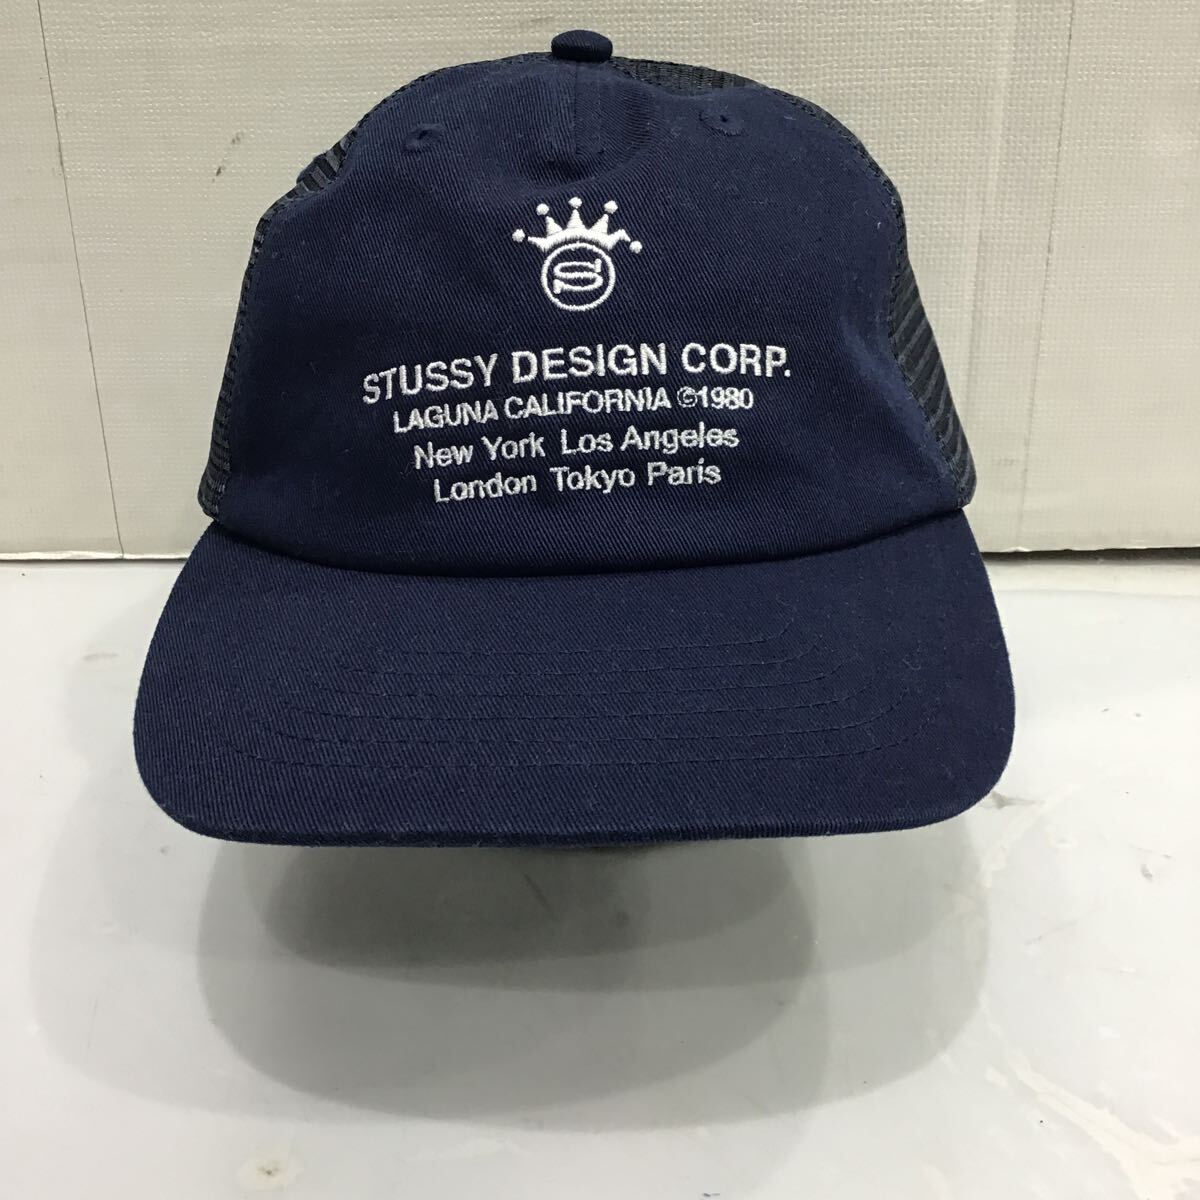 S
STUSSY DESIGN CORP.
LAGUNA CALIFORNIA ©1980
New York Los Angeles
London Tokyo Paris